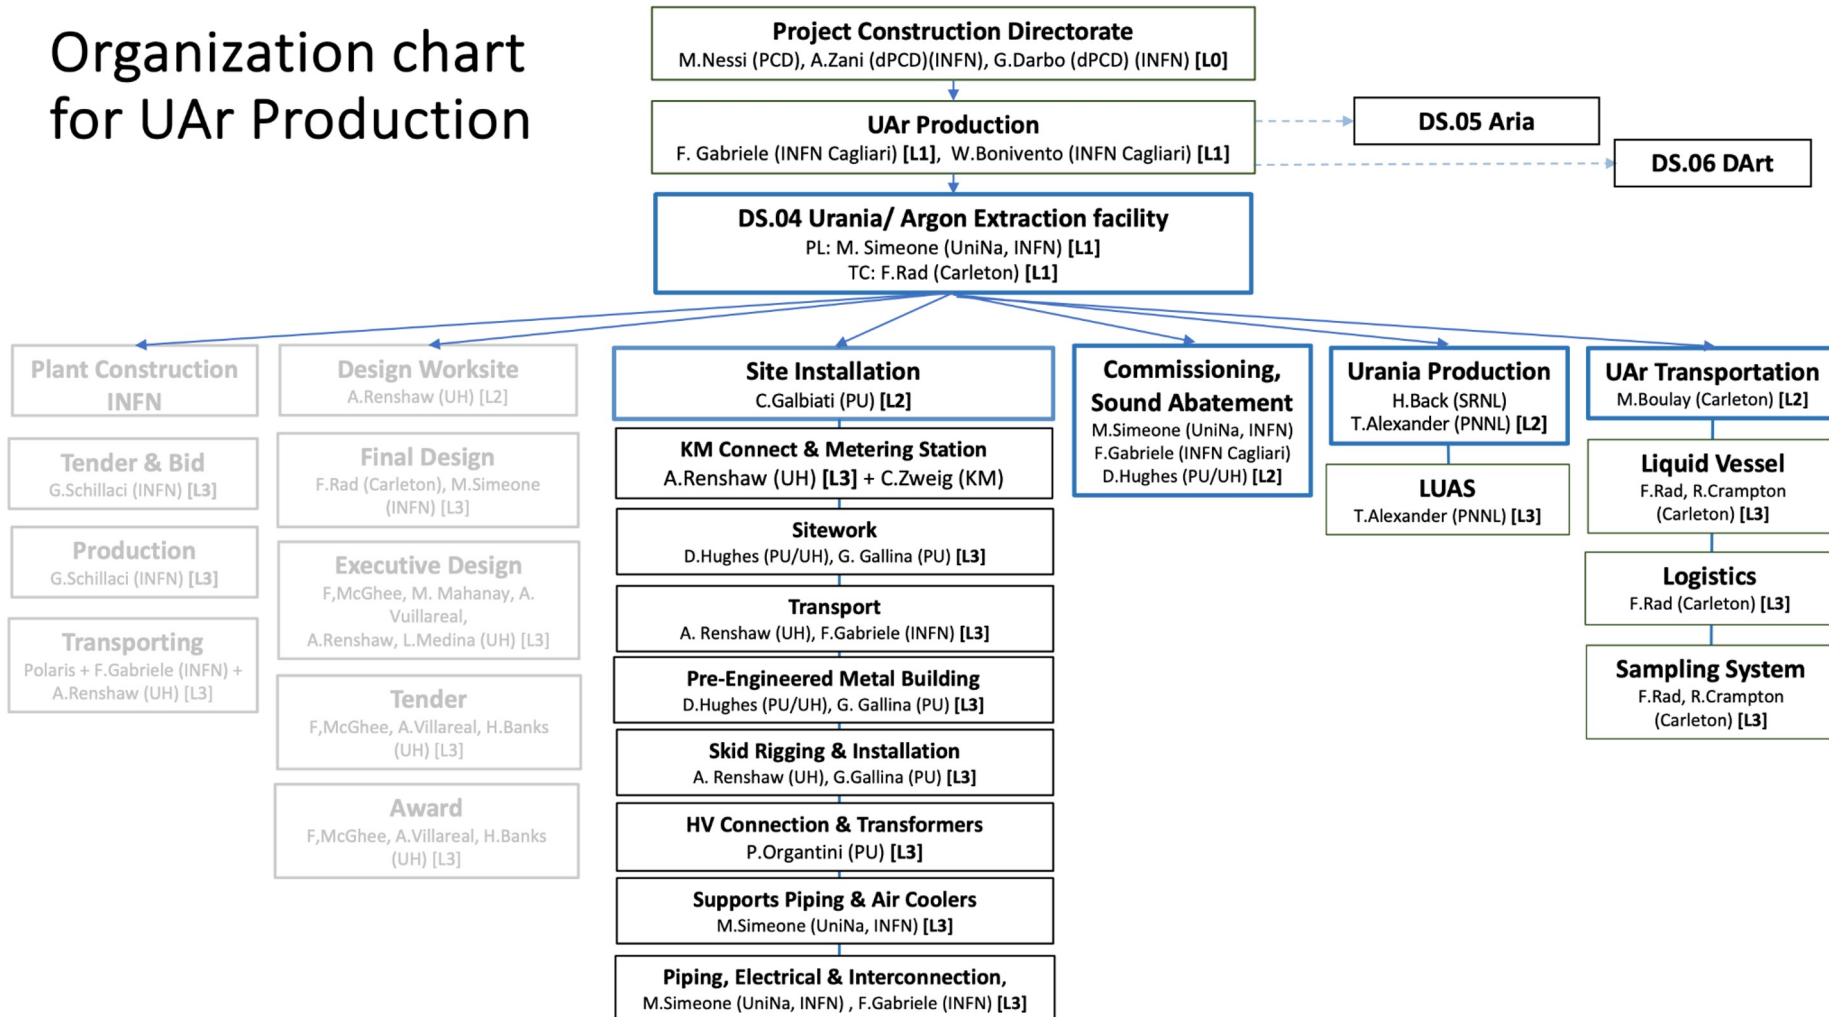 Organization chart
for UAr Production
Project Construction Directorate
M.Nessi (PCD), A.Zani (dPCD)(INFN), G.Darbo (dPCD) (INFN) [L0]
UAr Production
F. Gabriele (INFN Cagliari) [L1], W.Bonivento (INFN Cagliari) [L1]
DS.05 Aria
DS.06 DArt
DS.04 Urania/ Argon Extraction facility
PL: M. Simeone (UniNa, INFN) [L1]
TC: F.Rad (Carleton) [L1]
Plant Construction
INFN
Tender & Bid
G.Schillaci (INFN) [L3]
Production
G.Schillaci (INFN) [L3]
Transporting
Polaris + F.Gabriele (INFN) +
A.Renshaw (UH) [L3]
Design Worksite
A.Renshaw (UH) [L2]
Final Design
F.Rad (Carleton), M.Simeone
(INFN) [L3]
Executive Design
F,McGhee, M. Mahanay, A.
Vuillareal,
A.Renshaw, L.Medina (UH) [L3]
Tender
F,McGhee, A.Villareal, H.Banks
(UH) [L3]
Award
F,McGhee, A.Villareal, H.Banks
(UH) [L3]
Site Installation
C.Galbiati (PU) [L2]
KM Connect & Metering Station
A.Renshaw (UH) [L3] + C.Zweig (KM)
Sitework
D.Hughes (PU/UH), G. Gallina (PU) [L3]
Transport
A. Renshaw (UH), F.Gabriele (INFN) [L3]
Pre-Engineered Metal Building
D.Hughes (PU/UH), G. Gallina (PU) [L3]
Skid Rigging & Installation
A. Renshaw (UH), G.Gallina (PU) [L3]
HV Connection & Transformers
P.Organtini (PU) [L3]
Supports Piping & Air Coolers
M.Simeone (UniNa, INFN) [L3]
Piping, Electrical & Interconnection,
M.Simeone (UniNa, INFN) , F.Gabriele (INFN) [L3]
Commissioning,
Sound Abatement
M.Simeone (UniNa, INFN)
F.Gabriele (INFN Cagliari)
D.Hughes (PU/UH) [L2]
Urania Production
H.Back (SRNL)
T.Alexander (PNNL) [L2]
LUAS
T.Alexander (PNNL) [L3]
UAr Transportation
M.Boulay (Carleton) [L2]
Liquid Vessel
F.Rad, R.Crampton
(Carleton) [L3]
Logistics
F.Rad (Carleton) [L3]
Sampling System
F.Rad, R.Crampton
(Carleton) [L3]